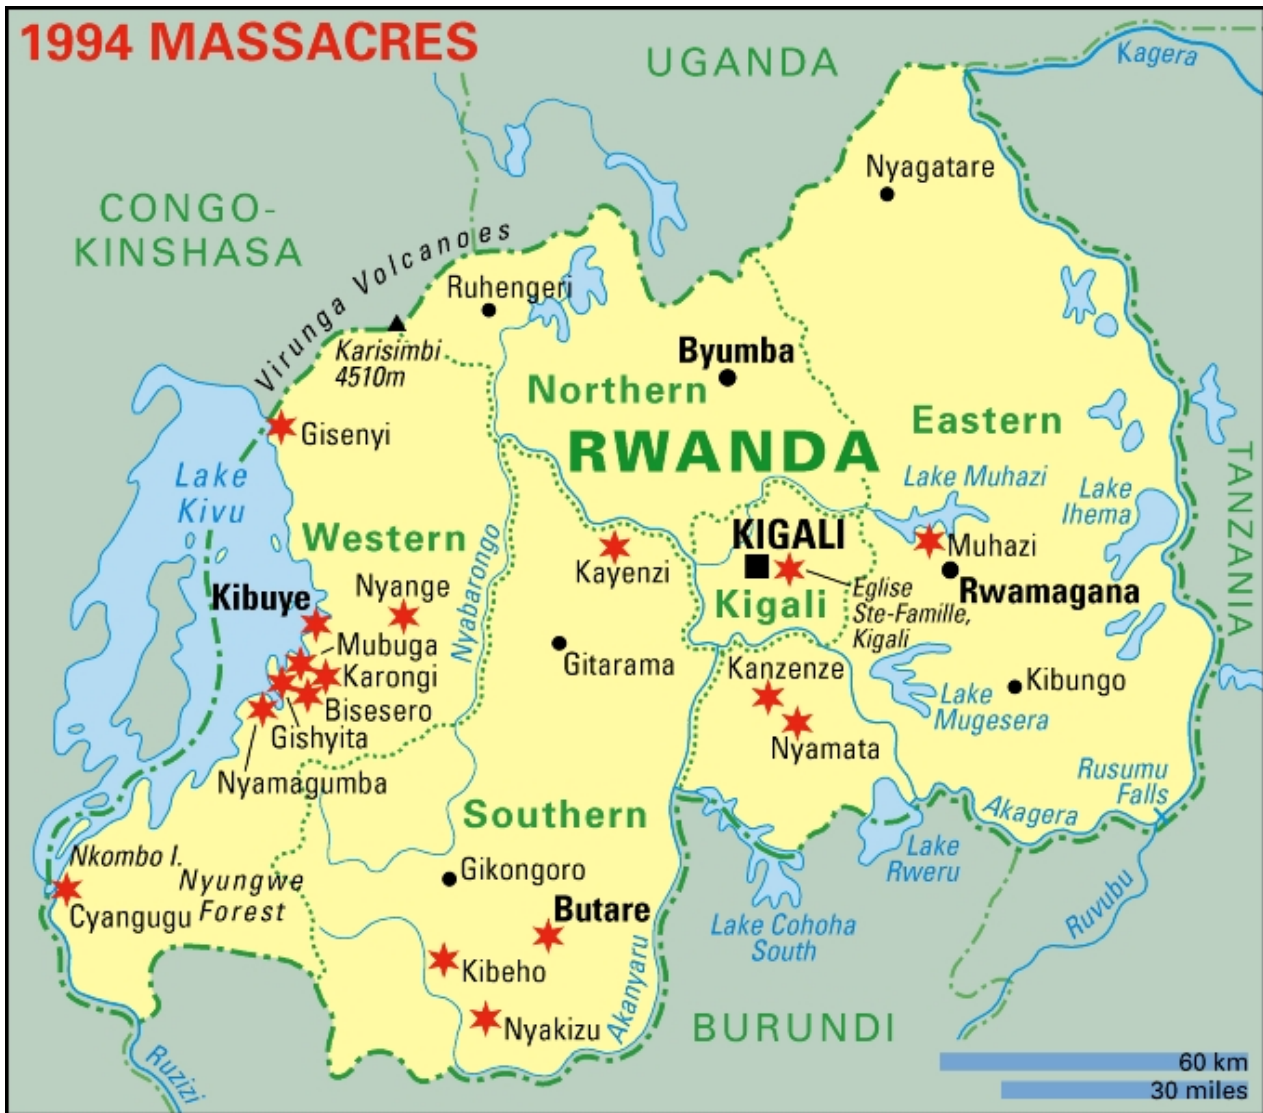 1994 MASSACRES
UGANDA
Kagera
Nyagatare
CONGO-
KINSHASA
Virunga Volcanoes
Ruhengeri
Karisimbi
4510m
Byumba
Northern
Eastern
RWANDA
Gisenyi
Lake
Kivu
Lake Muhazi
Lake
Ihema
TANZANIA
Western
Nyabarongo
KIGALI
Muhazi
Kayenzi
Rwamagana
Kigali
Eglise
Ste-Famille,
Kigali
Kibuye
Nyange
Mubuga
Karongi
Bisesero
Gishyita
Nyamagumba
Gitarama
Kanzenze
Nyamata
Kibungo
Lake
Mugesera
Rusumu
Falls
Akagera
Southern
Lake
Rweru
Nkombo I.
Nyungwe
Forest
Cyangugu
Gikongoro
Butare
Lake Cohoha
South
Ruvubu
Kibeho
Nyakizu
Akanyaru
BURUNDI
Ruzizi
60 km
30 miles